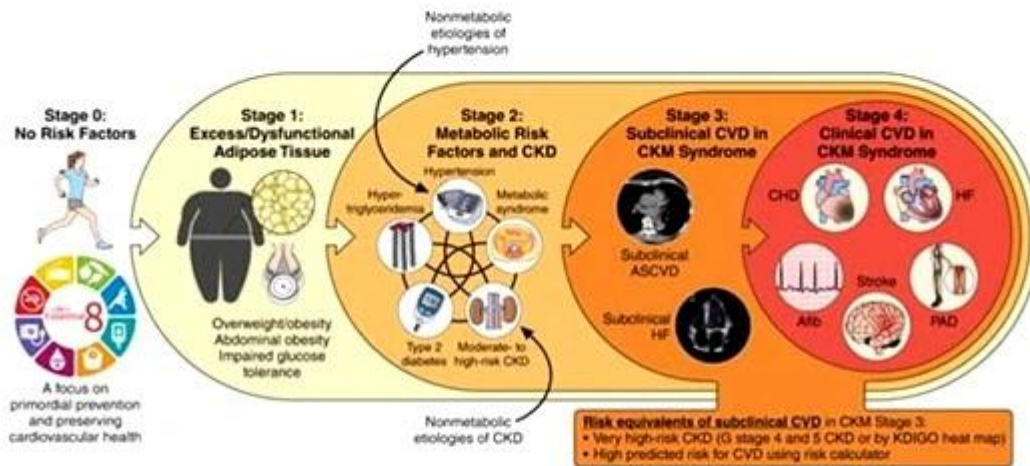 Nonmetabolic
etiologies of
hypertension
Stage 0:
No Risk Factors
Stage 1:
Excess/Dysfunctional
Adipose Tissue
Stage 2:
Metabolic Risk
Factors and CKD
Stage 3:
Subclinical CVD in
CKM Syndrome
Stage 4:
Clinical CVD in
CKM Syndrome
Hypertension
Hyper-
triglyceridemia
Metabolic
syndrome
Type 2
diabetes
Moderate- to
high-risk CKD
Subclinical
ASCVD
Subclinical
HF
CHD
HF
Afib
Stroke
PAD
Essential
8
A focus on
primordial prevention
and preserving
cardiovascular health
Overweight/obesity
Abdominal obesity
Impaired glucose
tolerance
Nonmetabolic
etiologies of CKD
Risk equivalents of subclinical CVD in CKM Stage 3:
• Very high-risk CKD (G stage 4 and 5 CKD or by KDIGO heat map)
• High predicted risk for CVD using risk calculator